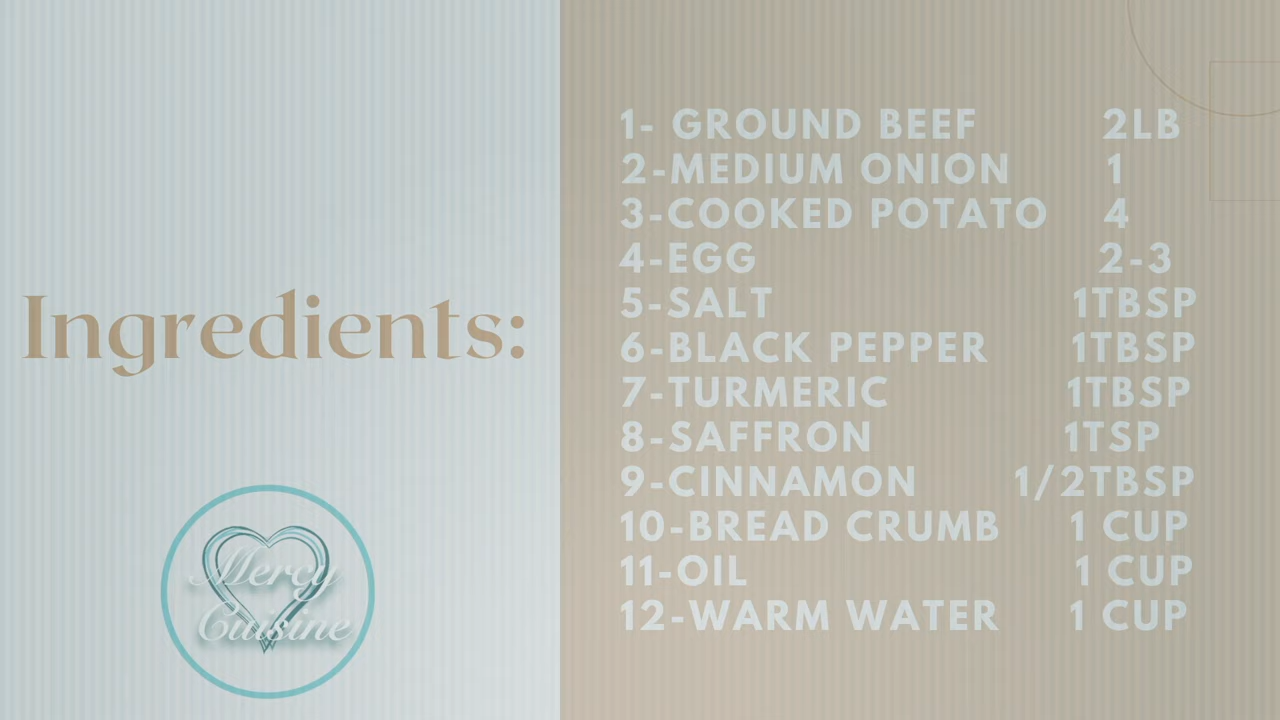 Ingredients:
Mercy
Cuisine
1- GROUND BEEF 2LB
2-MEDIUM ONION 1
3-COOKED POTATO 4
4-EGG 2-3
5-SALT 1TBSP
6-BLACK PEPPER 1TBSP
7-TURMERIC 1TBSP
8-SAFFRON 1TSP
9-CINNAMON 1/2TBSP
10-BREAD CRUMB 1 CUP
11-OIL 1 CUP
12-WARM WATER 1 CUP